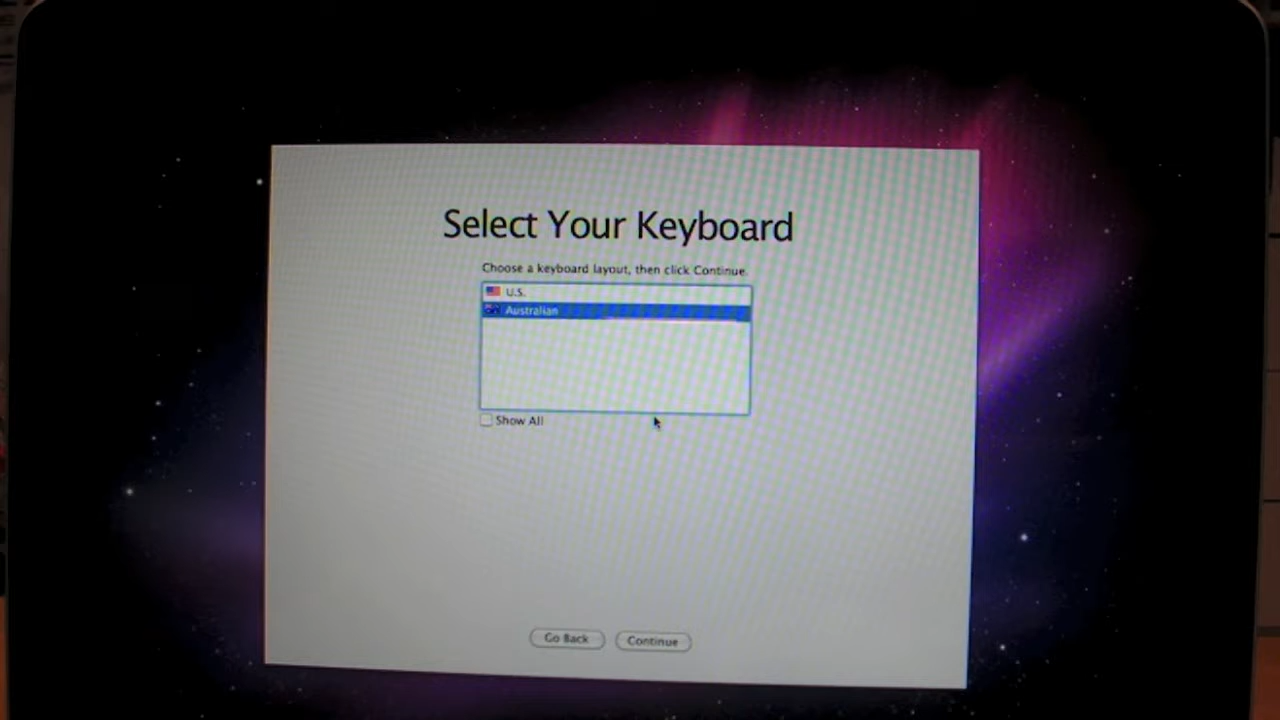 Select Your Keyboard
Choose a keyboard layout, then click Continue.
U.S.
Australian
Show All
Go Back
Continue